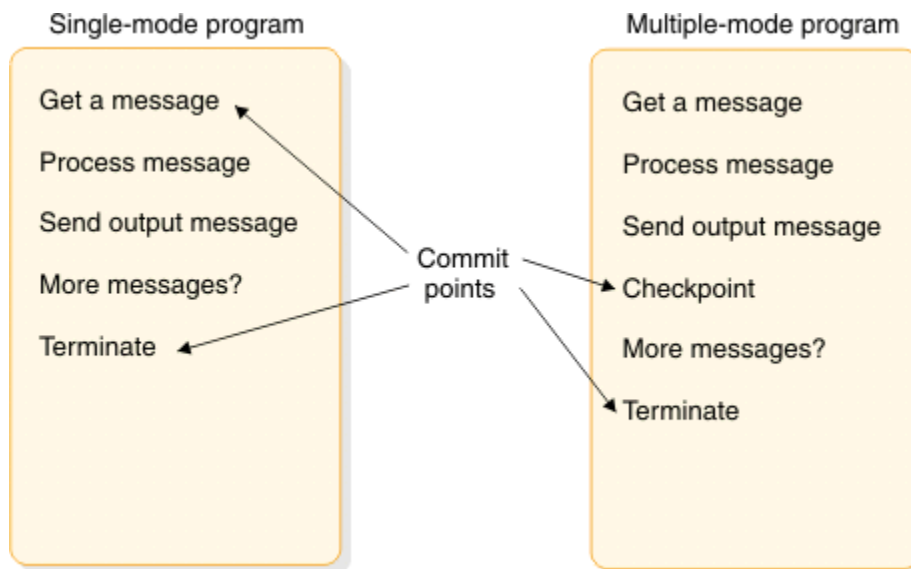 Single-mode program
Get a message
Process message
Send output message
More messages?
Terminate
Commit
points
Multiple-mode program
Get a message
Process message
Send output message
Checkpoint
More messages?
Terminate